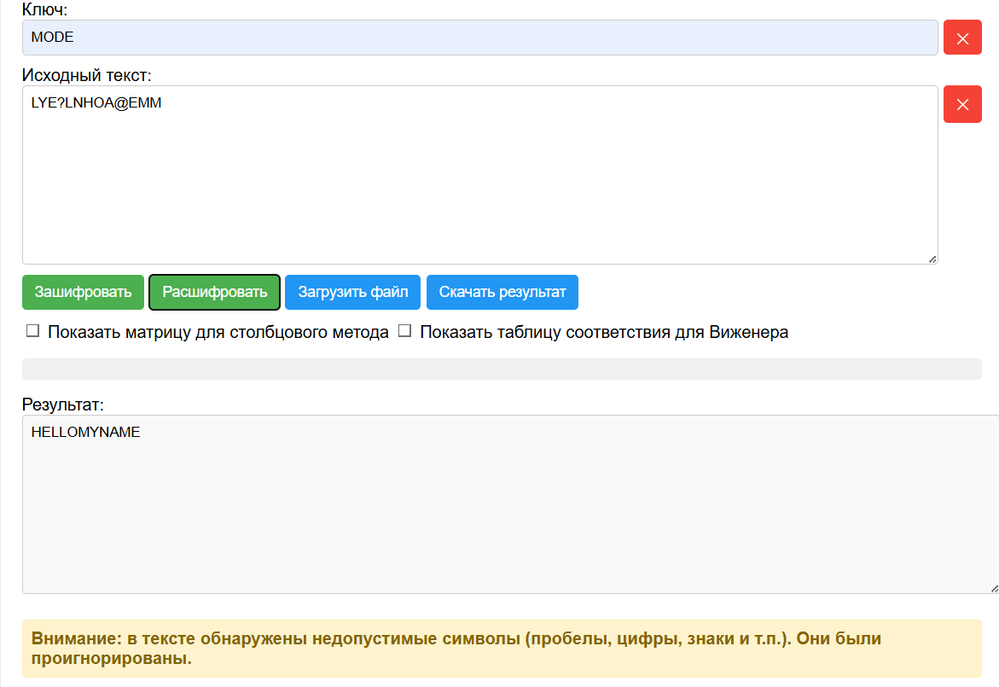 Ключ:
MODE
Исходный текст:
LYE?LNHOA@EMM
Зашифровать Расшифровать Загрузить файл Скачать результат
Показать матрицу для столбцового метода Показать таблицу соответствия для Виженера
Результат:
HELLOMYNAME
Внимание: в тексте обнаружены недопустимые символы (пробелы, цифры, знаки и т.п.). Они были
проигнорированы.